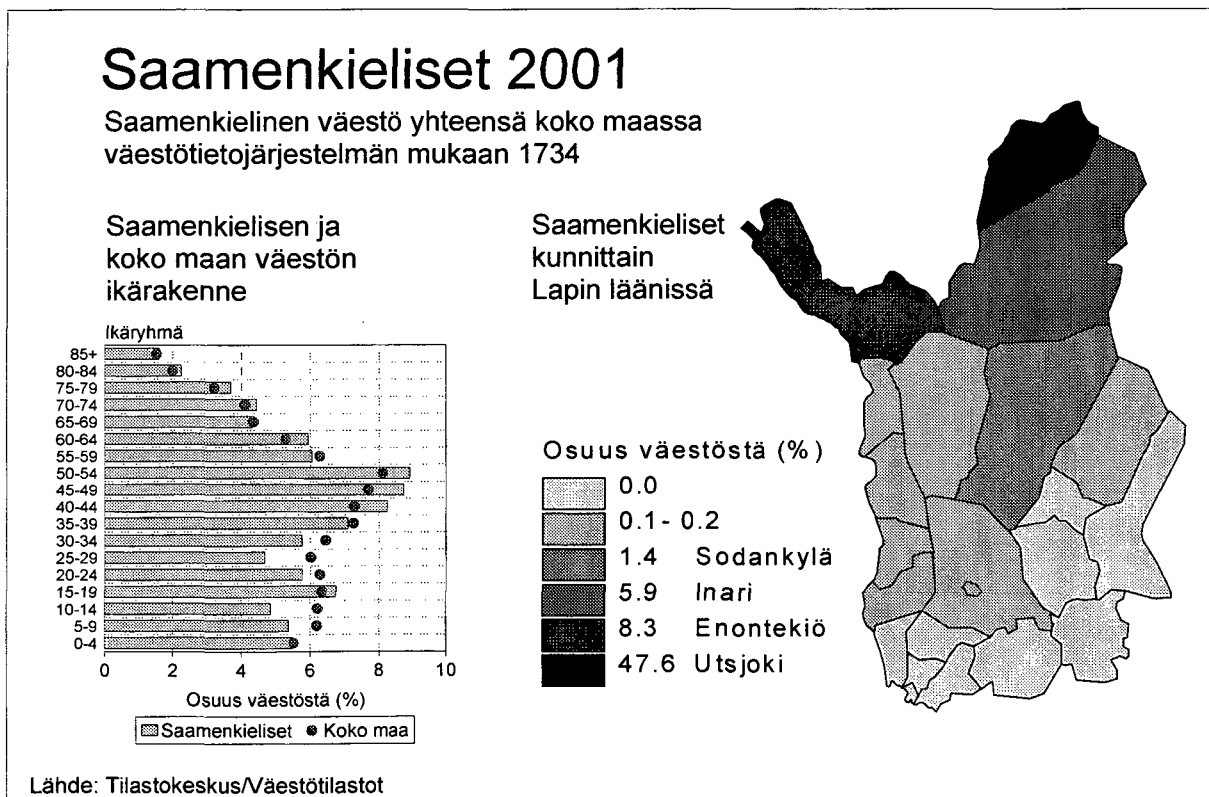 Saamenkieliset 2001
Saamenkielinen väestö yhteensä koko maassa
väestötietojärjestelmän mukaan 1734
Saamenkielisen ja
koko maan väestön
ikärakenne
Ikäryhmä
85+
80-84
75-79
70-74
65-69
60-64
55-59
50-54
45-49
40-44
35-39
30-34
25-29
20-24
15-19
10-14
5-9
0-4
0 2 4 6 8 10
Osuus väestöstä (%)
Saamenkieliset Koko maa
Saamenkieliset
kunnittain
Lapin läänissä
Osuus väestöstä (%)
0.0
0.1- 0.2
1.4 Sodankylä
5.9 Inari
8.3 Enontekiö
47.6 Utsjoki
Lähde: Tilastokeskus/Väestötilastot